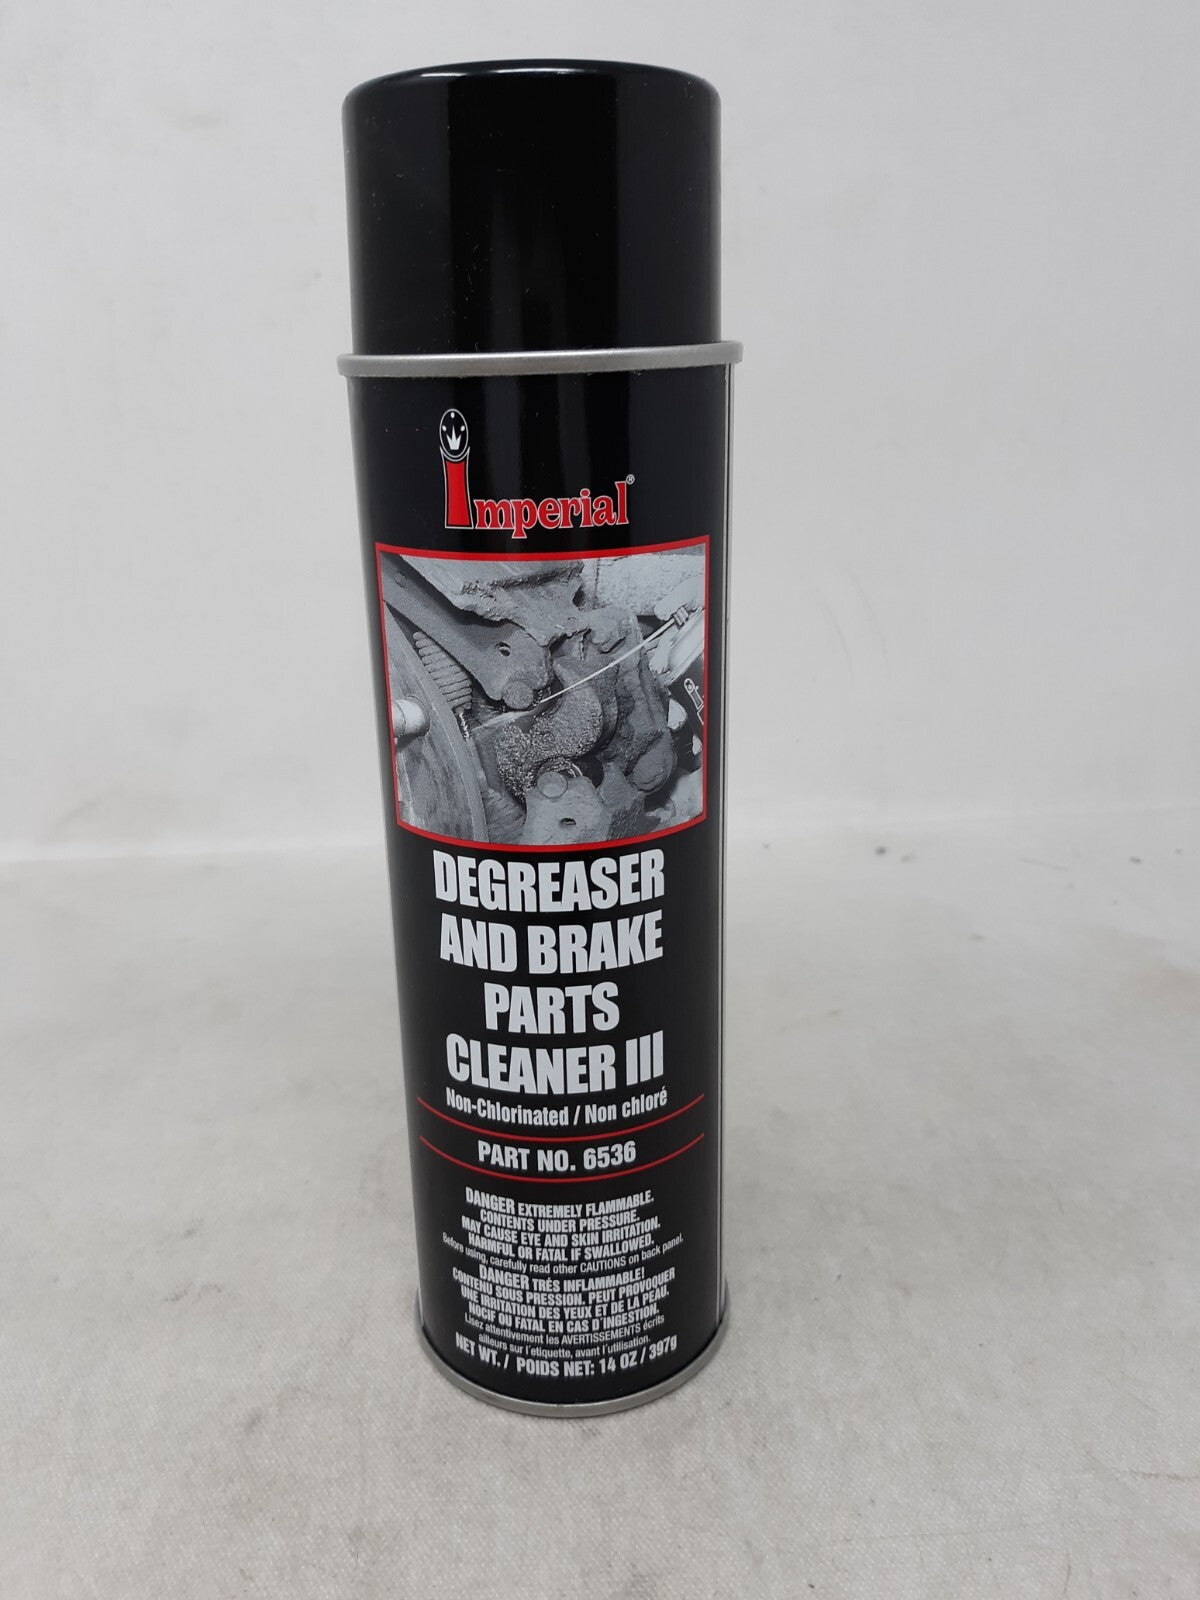 Imperial®
DEGREASER
AND BRAKE
PARTS
CLEANER III
Non-Chlorinated / Non chloré
PART NO. 6536
DANGER EXTREMELY FLAMMABLE.
CONTENTS UNDER PRESSURE.
MAY CAUSE EYE AND SKIN IRRITATION.
HARMFUL OR FATAL IF SWALLOWED.
Before using, carefully read other CAUTIONS on back panel.
DANGER TRÉS INFLAMMABLE!
CONTENU SOUS PRESSION. PEUT PROVOQUER
UNE IRRITATION DES YEUX ET DE LA PEAU.
NOCIF OU FATAL EN CAS D'INGESTION.
Lisez attentivement les AVERTISSEMENTS écrits
ailleurs sur l'etiquette, avant l'utilisation.
NET WT. / POIDS NET: 14 OZ / 397g